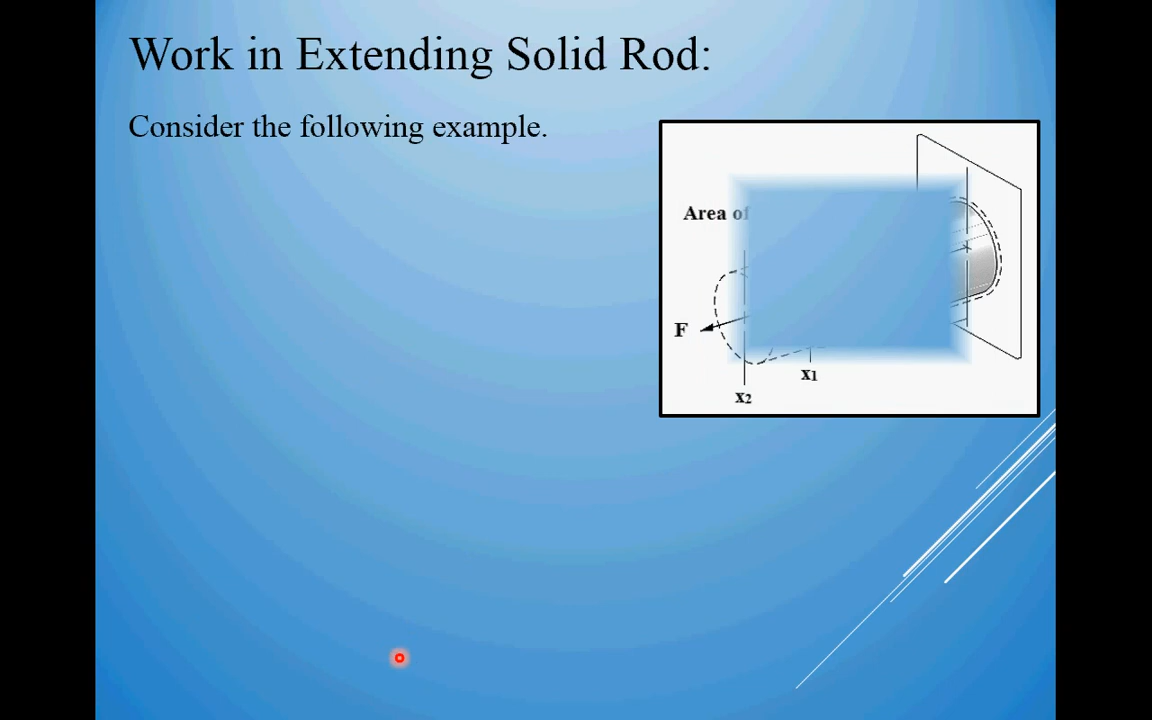 Work in Extending Solid Rod:
Consider the following example.
Area of
F
x1
x2